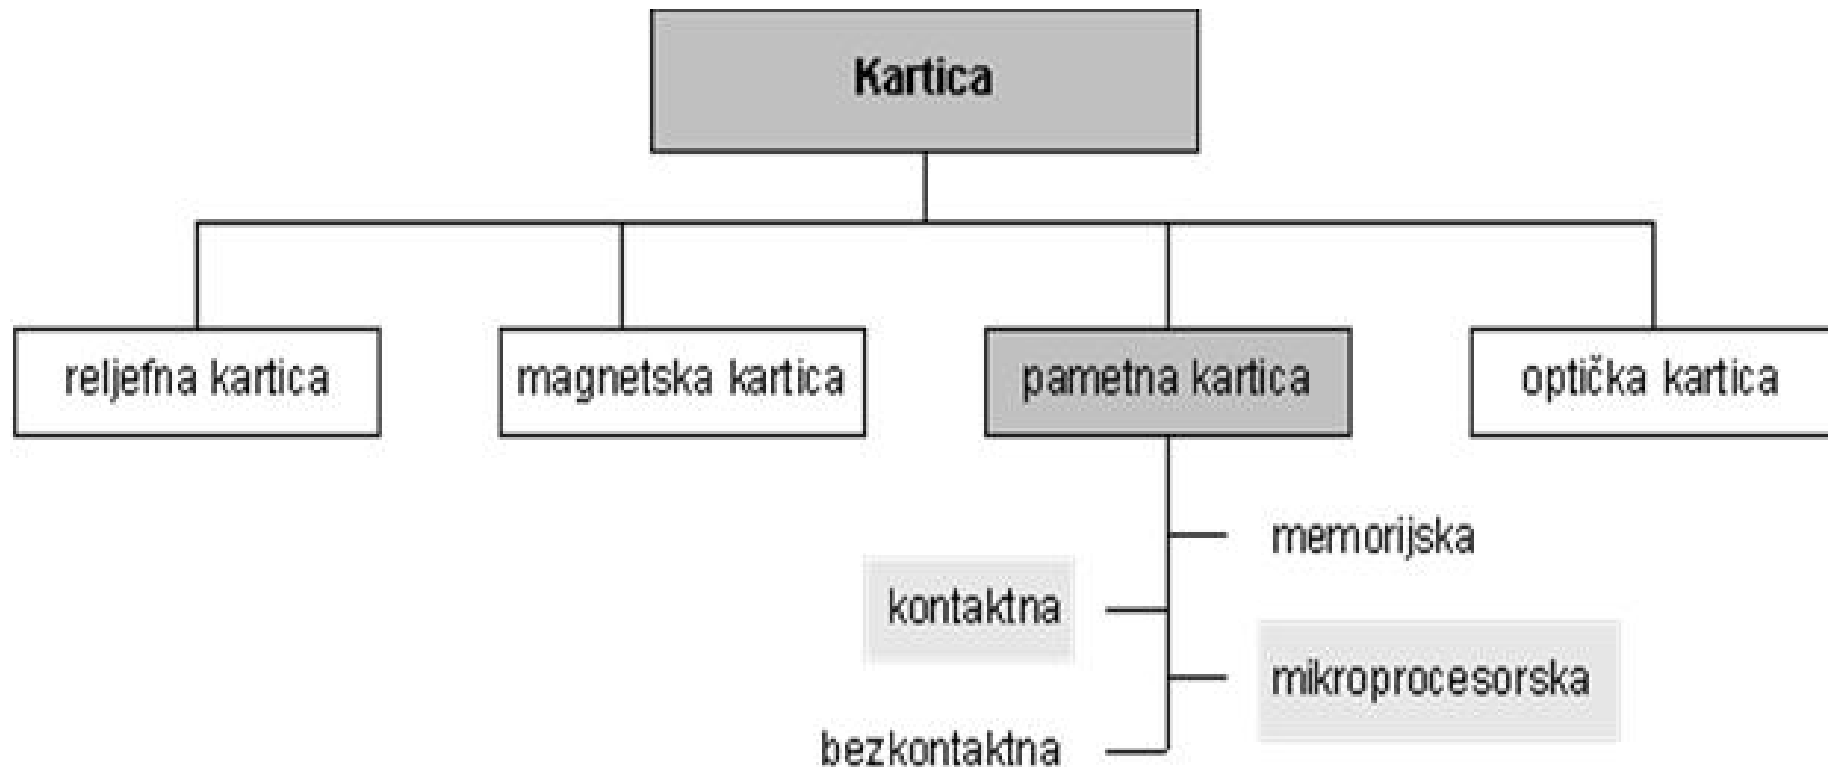 Kartica
reljefna kartica
magnetska kartica
pametna kartica
optička kartica
memorijska
kontaktna
mikroprocesorska
bezkontaktna